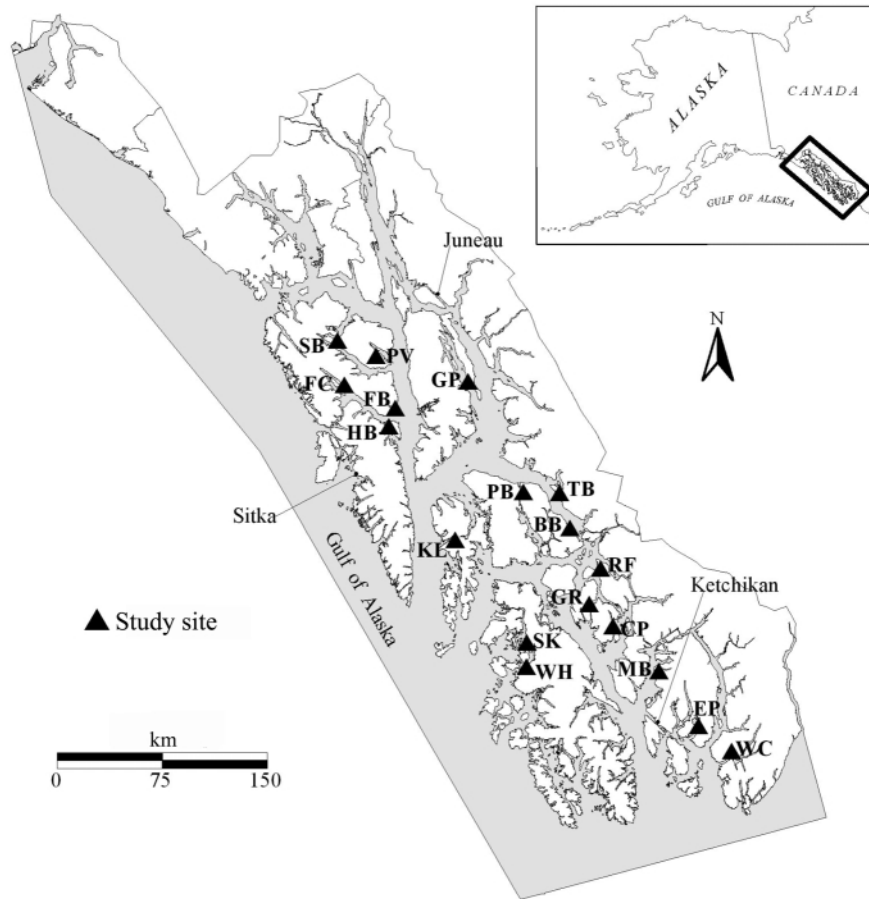 ALASKA
CANADA
GULF OF ALASKA
Juneau
N
SB
PV
FC
GP
FB
HB
PB
TB
Sitka
BB
KL
RF
Ketchikan
GR
Gulf of Alaska
Study site
CP
SK
WH
MB
EP
WC
km
0 75 150